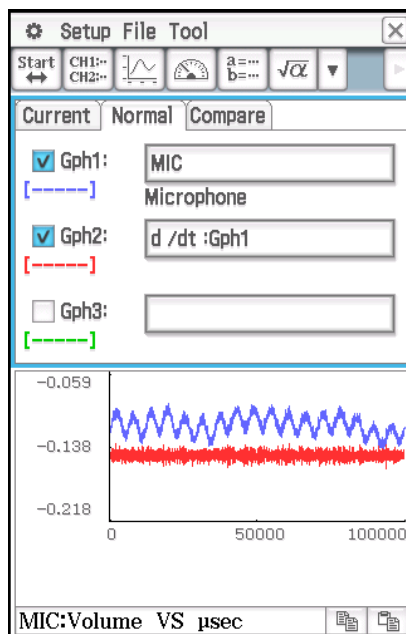 Setup File Tool
Start CH1:·· CH2:·· a=··· b=··· √α
Current Normal Compare
Gph1: MIC
[-----] Microphone
Gph2: d /dt :Gph1
[-----]
Gph3:
[-----]
-0.059
-0.138
-0.218
0 50000 100000
MIC:Volume VS µsec